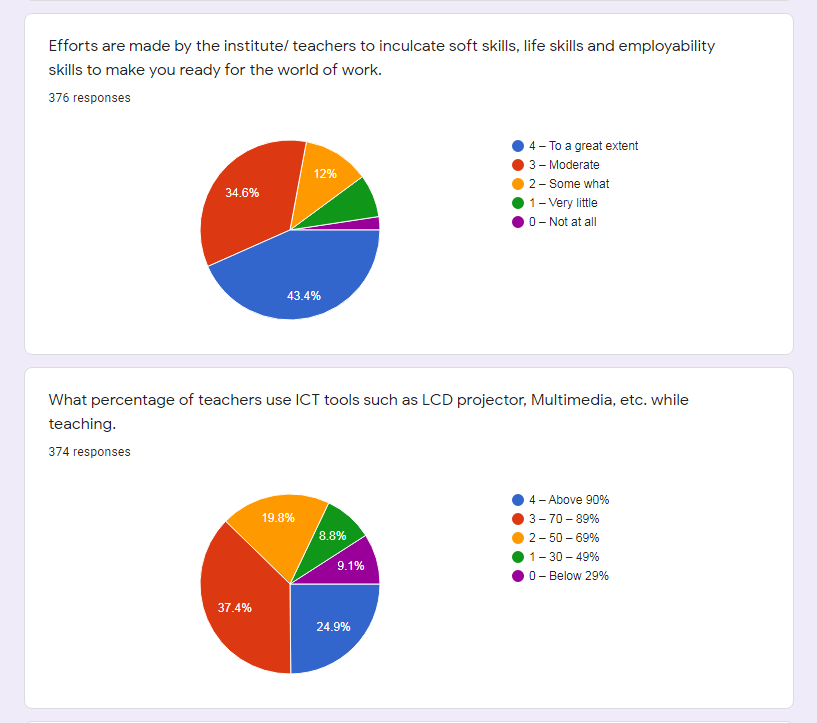 Efforts are made by the institute/ teachers to inculcate soft skills, life skills and employability
skills to make you ready for the world of work.
376 responses
4 – To a great extent
3 – Moderate
2 – Some what
1 – Very little
0 – Not at all
12%
34.6%
43.4%
What percentage of teachers use ICT tools such as LCD projector, Multimedia, etc. while
teaching.
374 responses
4 – Above 90%
3 – 70 – 89%
2 – 50 – 69%
1 – 30 – 49%
0 – Below 29%
19.8%
8.8%
9.1%
37.4%
24.9%